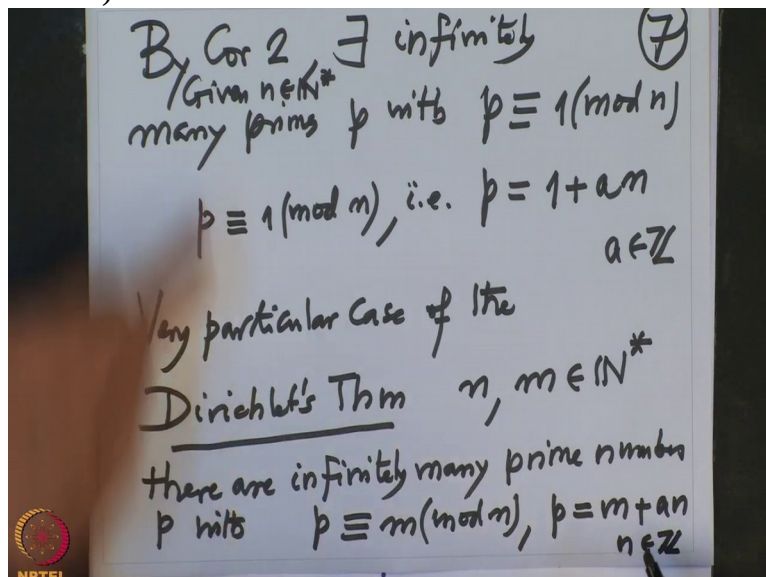 By Cor 2, ∃ infinitely ⑦
Given n∈ℕ*
many primes p with p ≡ 1 (mod n)
p ≡ 1 (mod n), i.e. p = 1 + an
a ∈ ℤ
Very particular case of the
Dirichlet's Thm n, m ∈ ℕ*
there are infinitely many prime numbers
p with p ≡ m (mod n), p = m + an
n ∈ ℤ
NPTEL